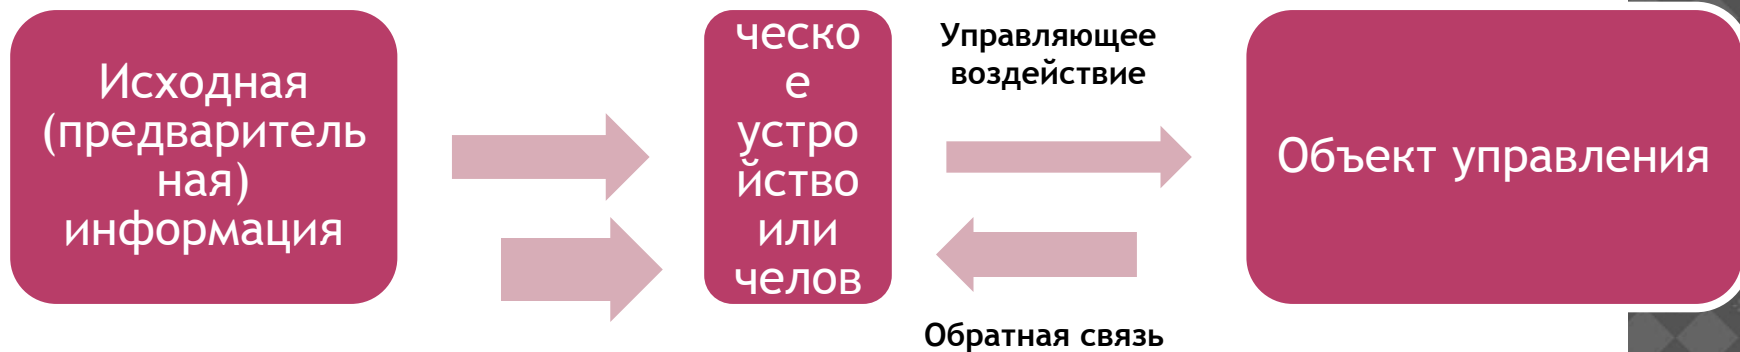 Исходная
(предваритель
ная)
информация
ческо
е
устро
йство
или
челов
Управляющее
воздействие
Обратная связь
Объект управления